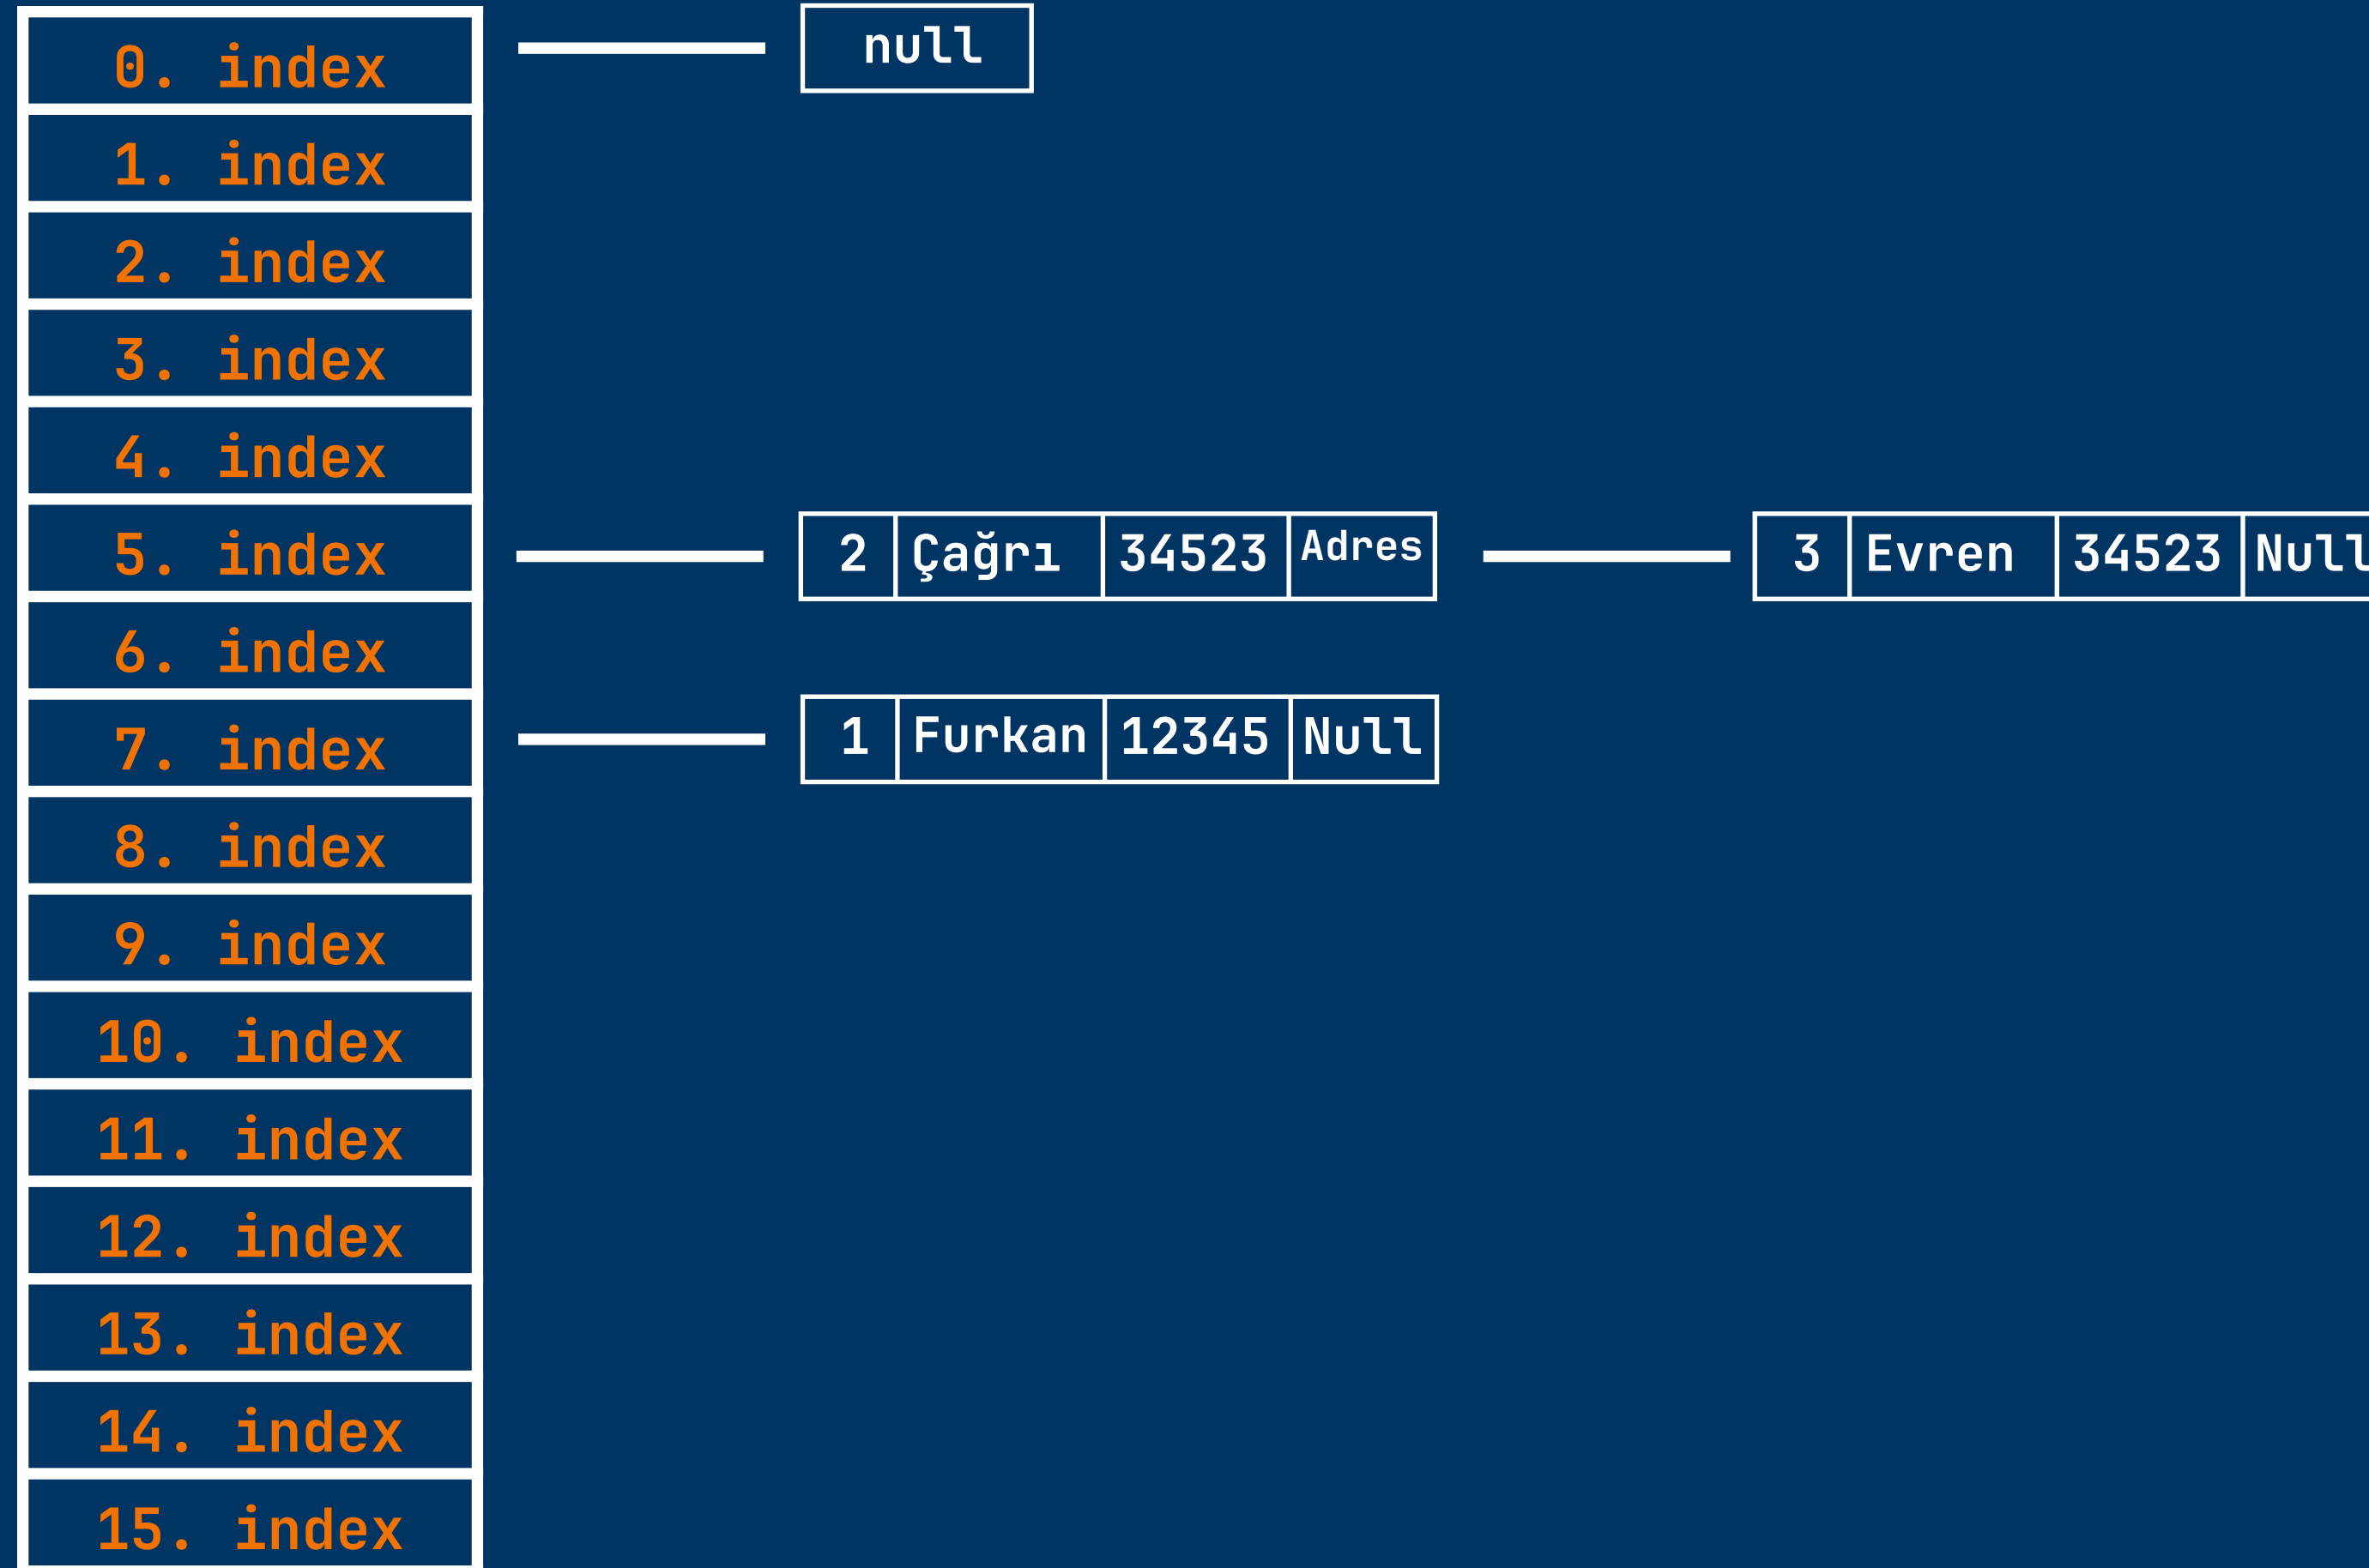 0. index
null
1. index
2. index
3. index
4. index
5. index
2 Çağrı 34523 Adres
3 Evren 34523 Null
6. index
7. index
1 Furkan 12345 Null
8. index
9. index
10. index
11. index
12. index
13. index
14. index
15. index